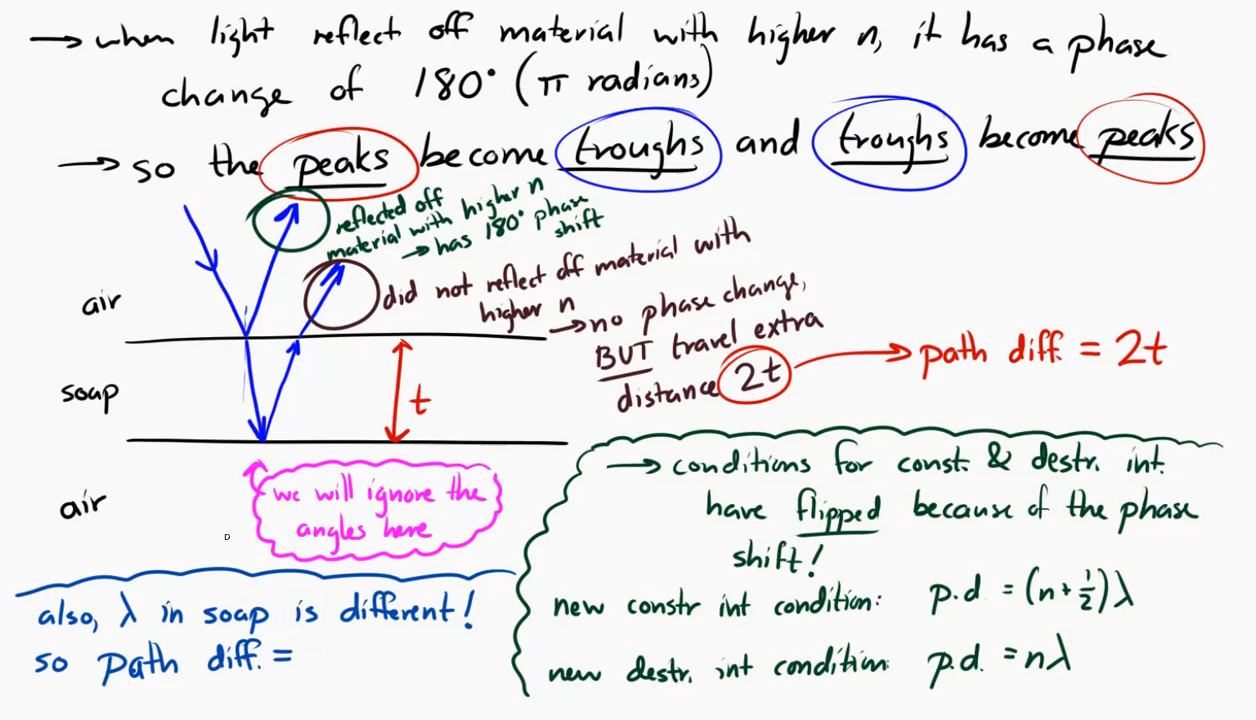 → when light reflect off material with higher n, it has a phase
change of 180° (π radians)
→ so the peaks become troughs and troughs become peaks
reflected off
material with higher n
→ has 180° phase
shift
did not reflect off material with
higher n
→ no phase change,
BUT travel extra
distance 2t
→ path diff. = 2t
air
soap
t
air
we will ignore the
angles here
→ conditions for const. & destr. int.
have flipped because of the phase
shift!
new constr int condition: p.d. = (n+½)λ
new destr. int condition: p.d. = nλ
also, λ in soap is different!
so path diff. =